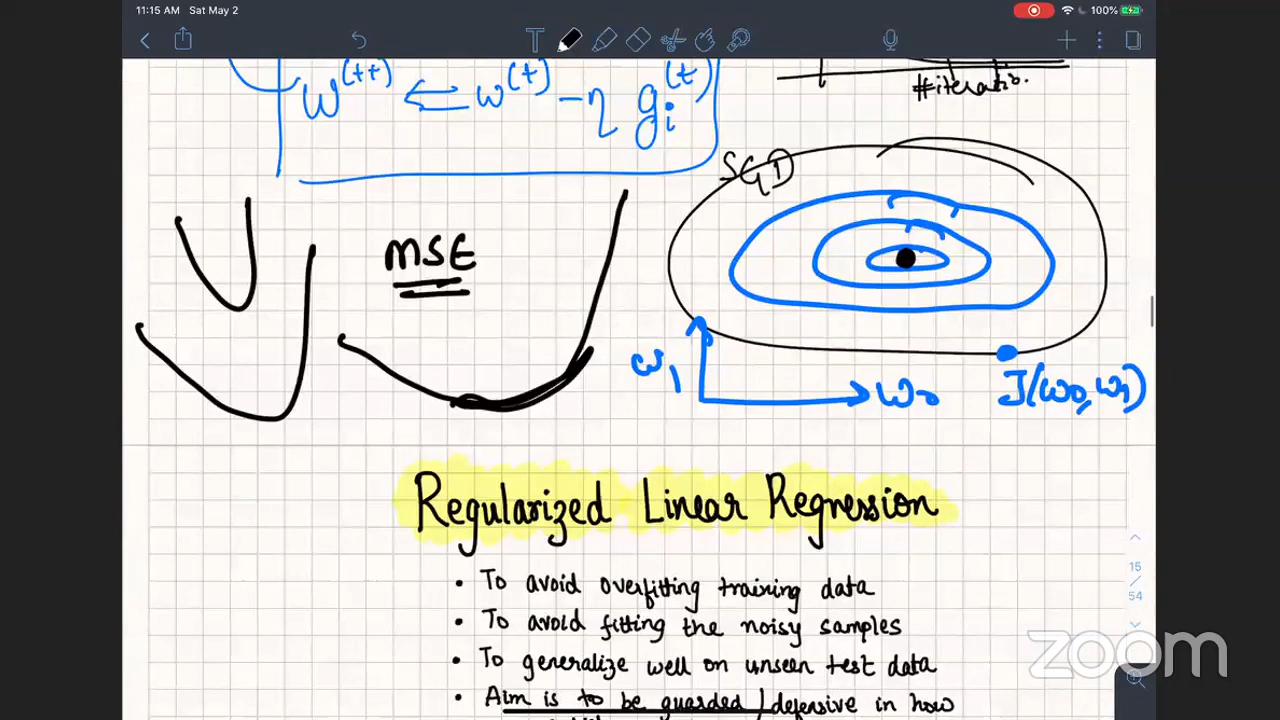 11:15 AM Sat May 2
100%
T
w^(t+) ⇐ w^(t) - η g_i^(t)
#iteratio.
SGD
MSE
w1
w0
J(w0, w1)
Regularized Linear Regression
• To avoid overfitting training data
• To avoid fitting the noisy samples
• To generalize well on unseen test data
• Aim is to be guarded / defensive in how
15
/
54
zoom